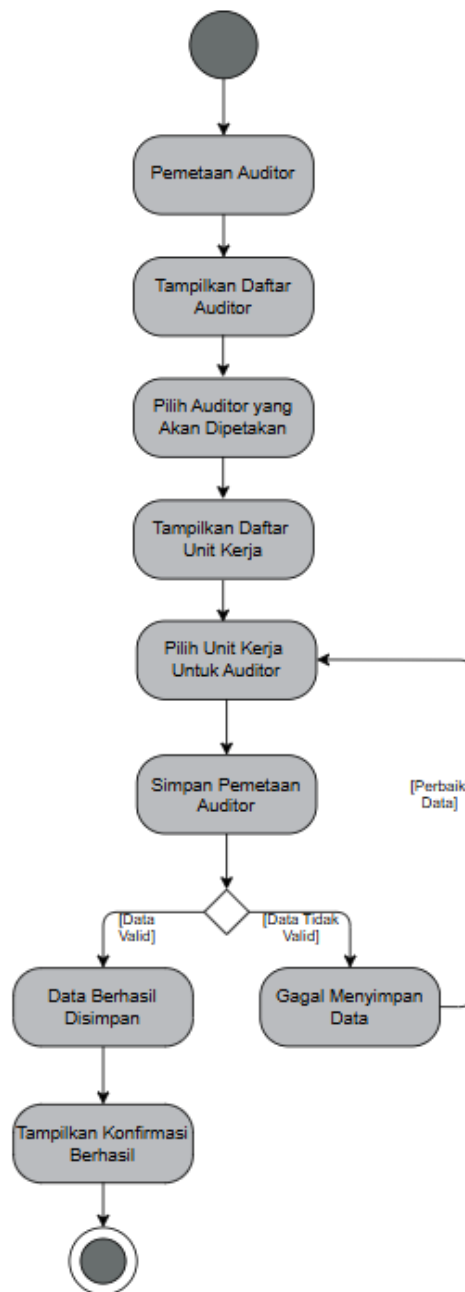 Pemetaan Auditor
Tampilkan Daftar
Auditor
Pilih Auditor yang
Akan Dipetakan
Tampilkan Daftar
Unit Kerja
Pilih Unit Kerja
Untuk Auditor
Simpan Pemetaan
Auditor
[Perbaik
Data]
[Data
Valid]
[Data Tidak
Valid]
Data Berhasil
Disimpan
Gagal Menyimpan
Data
Tampilkan Konfirmasi
Berhasil